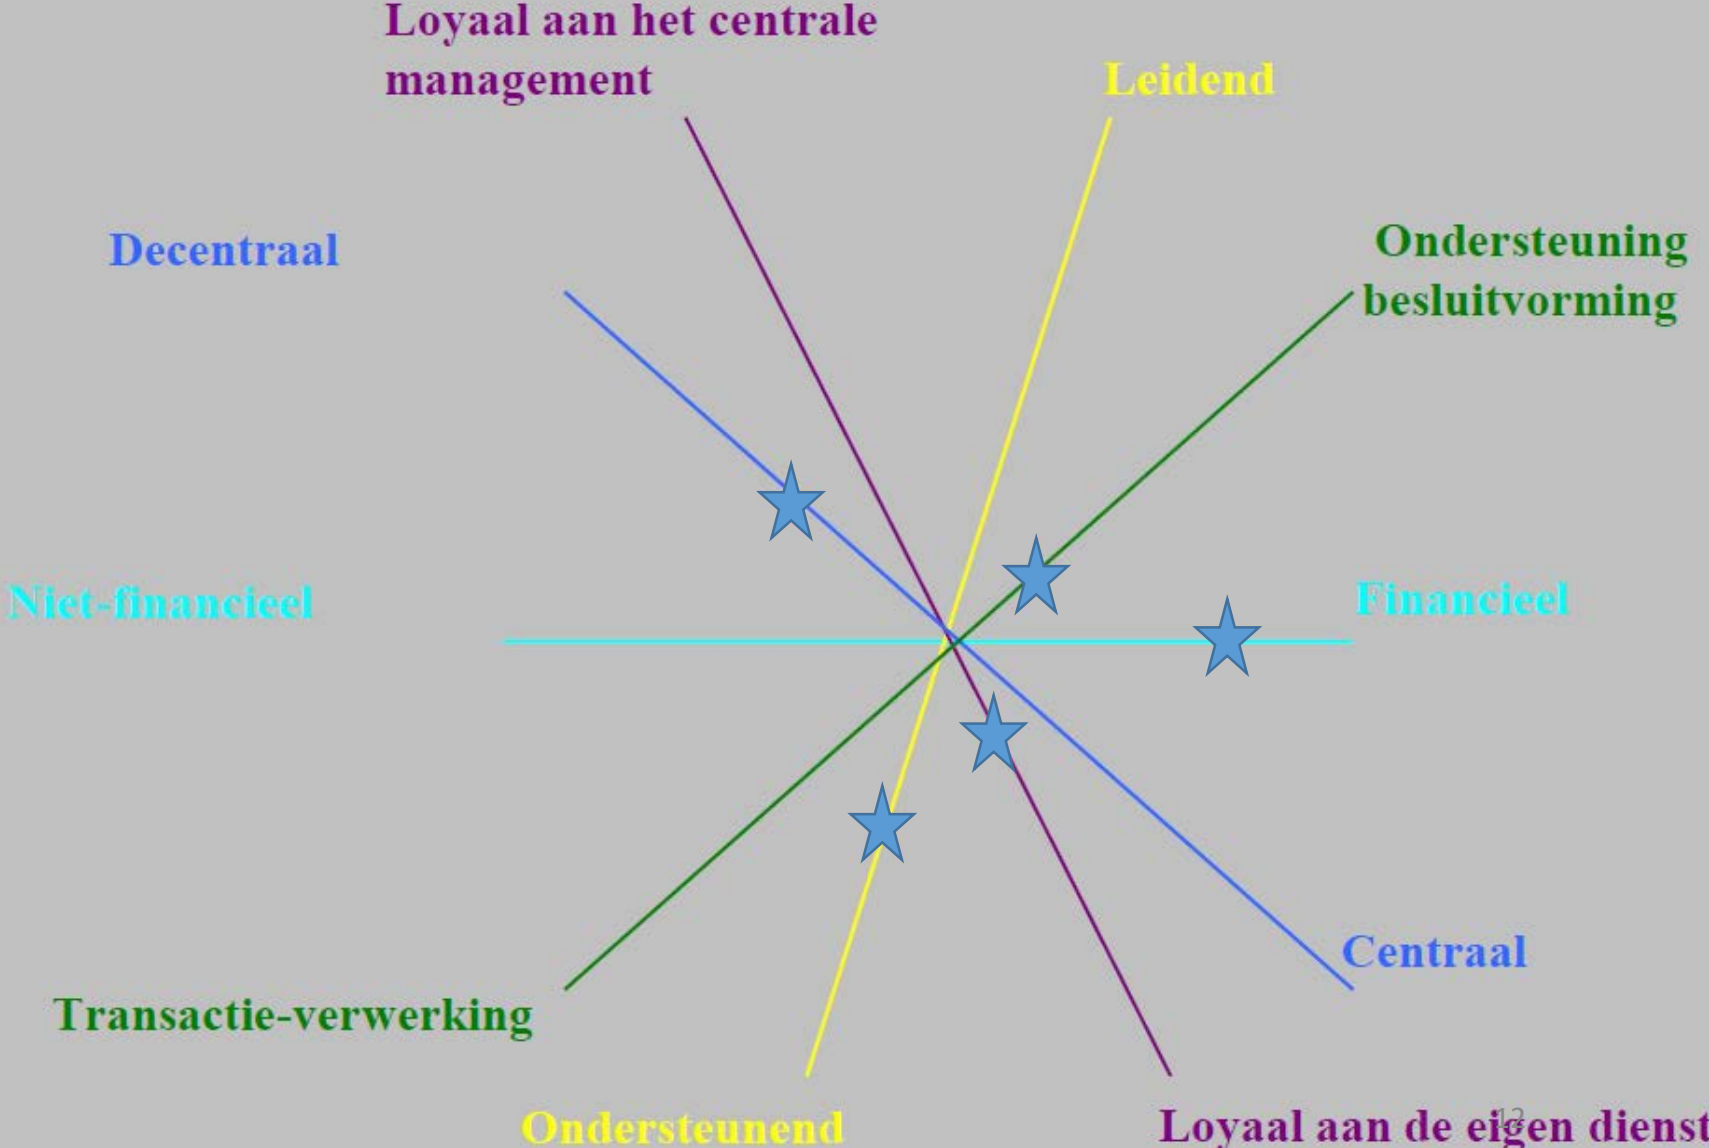 Loyaal aan het centrale
management
Leidend
Decentraal
Ondersteuning
besluitvorming
Niet-financieel
Financieel
Centraal
Transactie-verwerking
Ondersteunend
Loyaal aan de eigen dienst
12